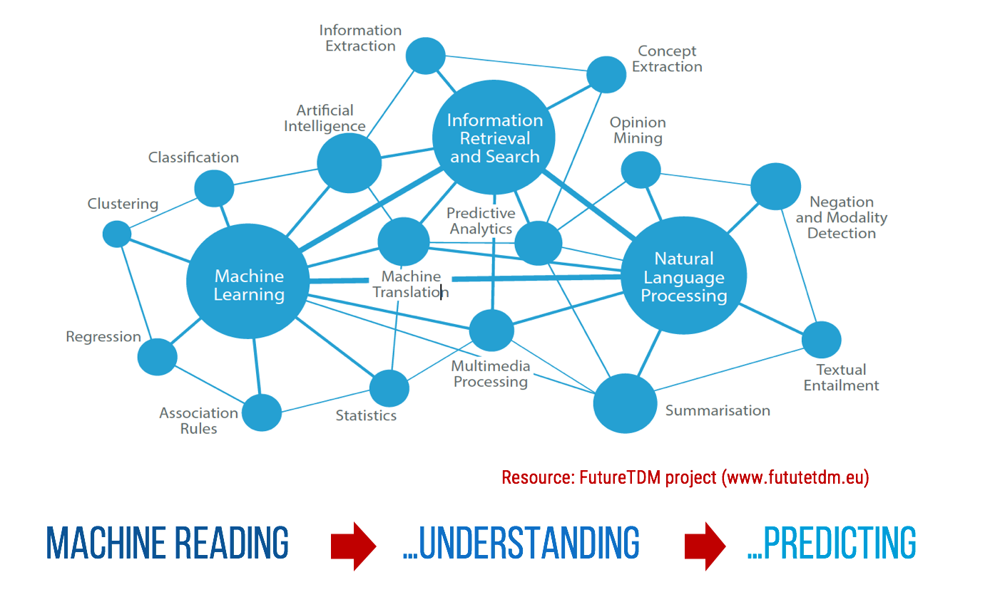 Information
Extraction
Concept
Extraction
Artificial
Intelligence
Information
Retrieval
and Search
Opinion
Mining
Classification
Clustering
Predictive
Analytics
Negation
and Modality
Detection
Machine
Learning
Machine
Translation
Natural
Language
Processing
Regression
Multimedia
Processing
Textual
Entailment
Association
Rules
Statistics
Summarisation
Resource: FutureTDM project (www.fututetdm.eu)
MACHINE READING
...UNDERSTANDING
...PREDICTING